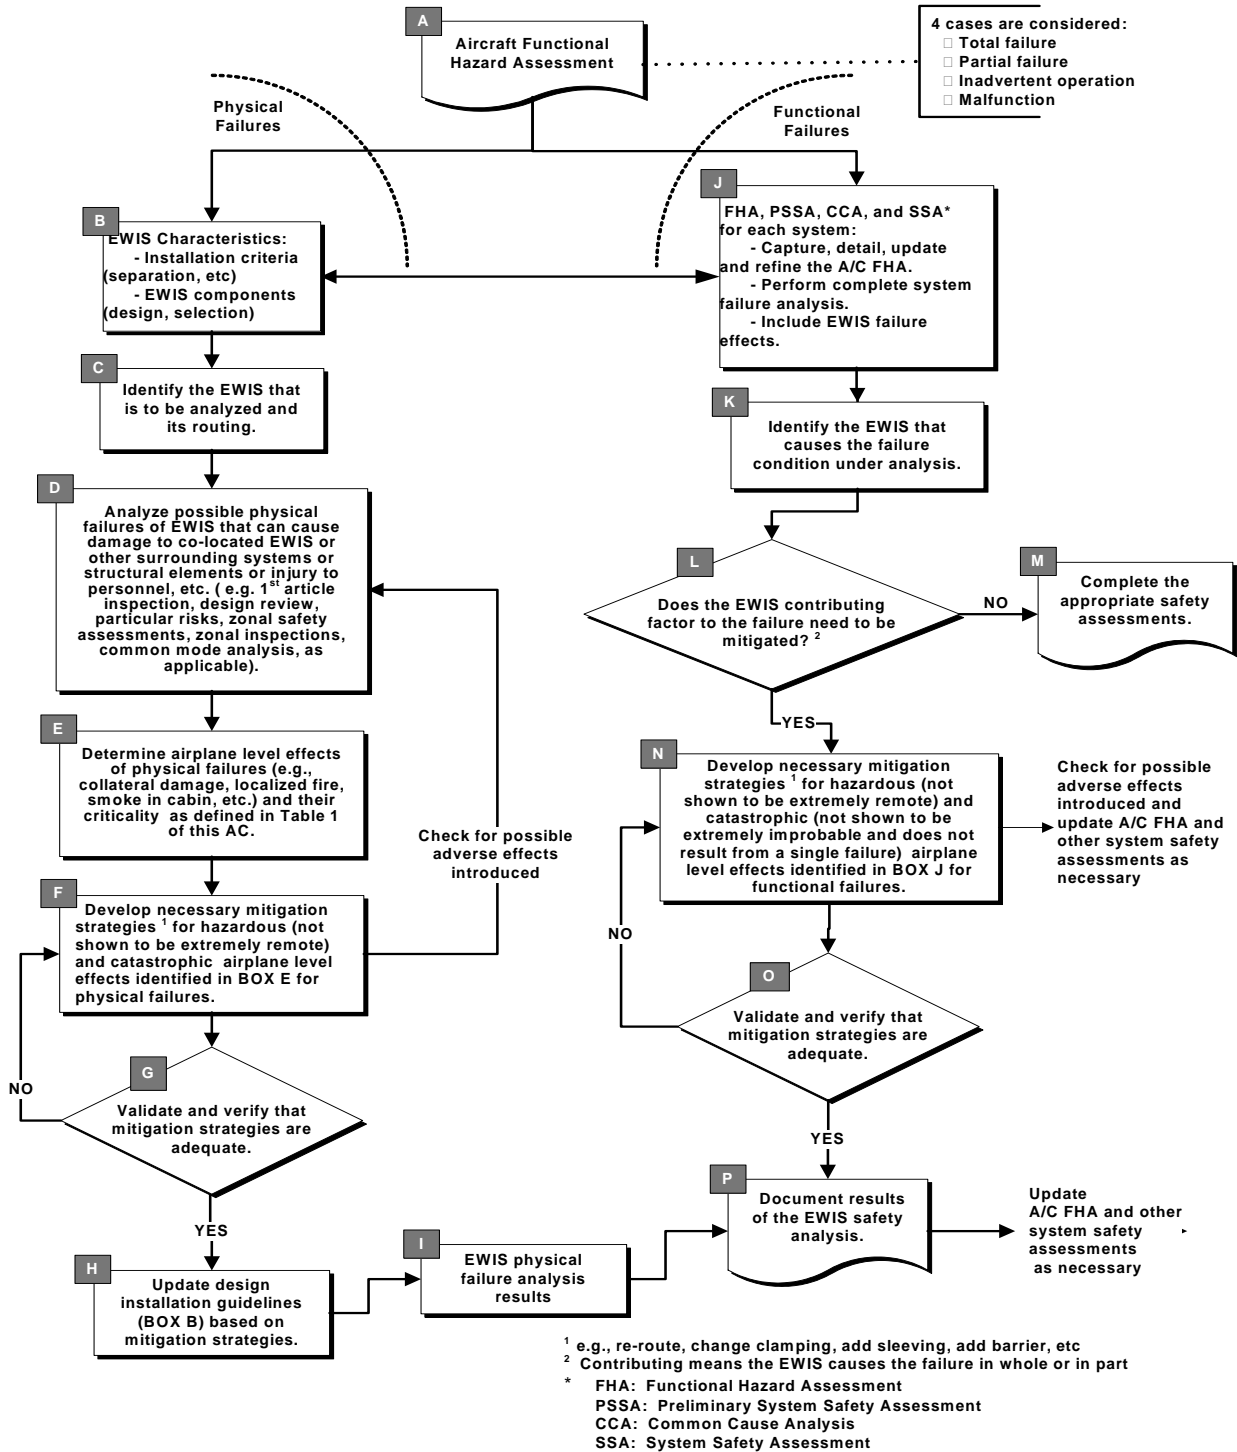 A
Aircraft Functional
Hazard Assessment
4 cases are considered:
Total failure
Partial failure
Inadvertent operation
Malfunction
Physical
Failures
Functional
Failures
B
EWIS Characteristics:
- Installation criteria
(separation, etc)
- EWIS components
(design, selection)
J
FHA, PSSA, CCA, and SSA*
for each system:
- Capture, detail, update
and refine the A/C FHA.
- Perform complete system
failure analysis.
- Include EWIS failure
effects.
C
Identify the EWIS that
is to be analyzed and
its routing.
K
Identify the EWIS that
causes the failure
condition under analysis.
D
Analyze possible physical
failures of EWIS that can cause
damage to co-located EWIS or
other surrounding systems or
structural elements or injury to
personnel, etc. ( e.g. 1st article
inspection, design review,
particular risks, zonal safety
assessments, zonal inspections,
common mode analysis, as
applicable).
L
Does the EWIS contributing
factor to the failure need to be
mitigated? 2
NO
M
Complete the
appropriate safety
assessments.
YES
E
Determine airplane level effects
of physical failures (e.g.,
collateral damage, localized fire,
smoke in cabin, etc.) and their
criticality as defined in Table 1
of this AC.
Check for possible
adverse effects
introduced
N
Develop necessary mitigation
strategies 1 for hazardous (not
shown to be extremely remote) and
catastrophic (not shown to be
extremely improbable and does not
result from a single failure) airplane
level effects identified in BOX J for
functional failures.
Check for possible
adverse effects
introduced and
update A/C FHA and
other system safety
assessments as
necessary
F
Develop necessary mitigation
strategies 1 for hazardous (not
shown to be extremely remote)
and catastrophic airplane level
effects identified in BOX E for
physical failures.
NO
O
Validate and verify that
mitigation strategies are
adequate.
G
NO
Validate and verify that
mitigation strategies are
adequate.
YES
YES
P
Document results
of the EWIS safety
analysis.
Update
A/C FHA and other
system safety
assessments
as necessary
H
Update design
installation guidelines
(BOX B) based on
mitigation strategies.
I
EWIS physical
failure analysis
results
1 e.g., re-route, change clamping, add sleeving, add barrier, etc
2 Contributing means the EWIS causes the failure in whole or in part
* FHA: Functional Hazard Assessment
PSSA: Preliminary System Safety Assessment
CCA: Common Cause Analysis
SSA: System Safety Assessment